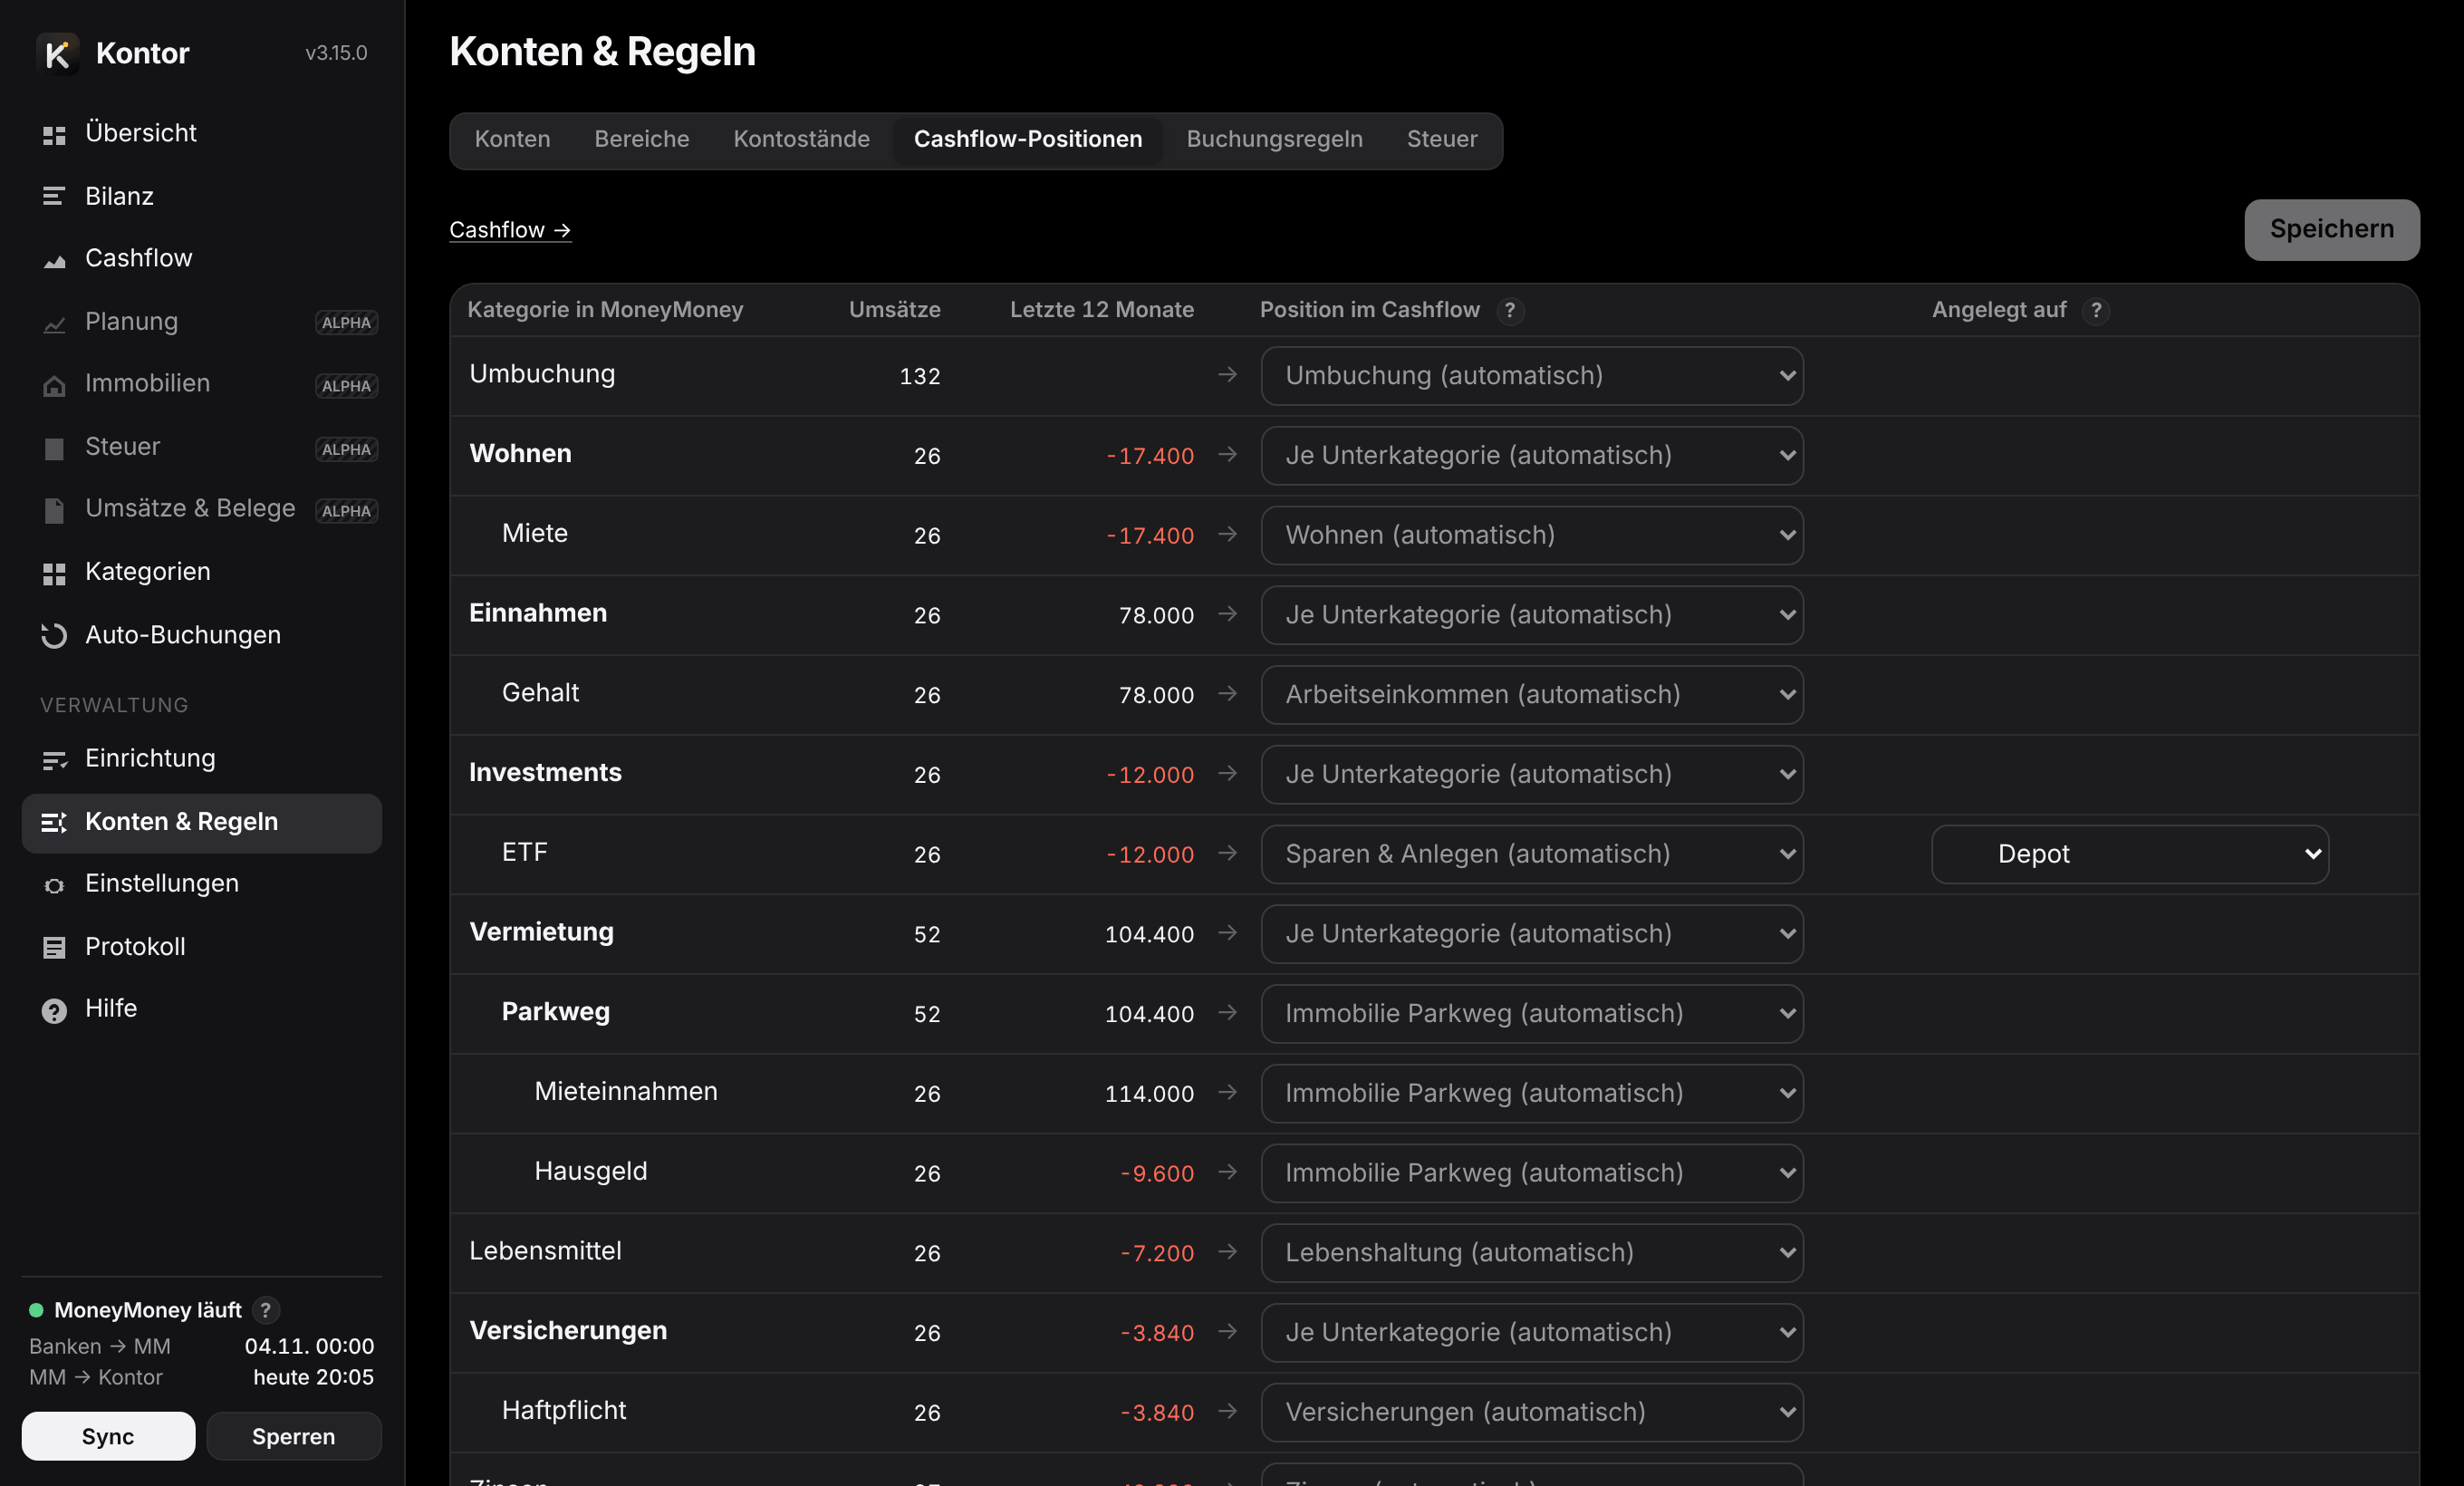 Kontor v3.15.0
Übersicht
Bilanz
Cashflow
Planung ALPHA
Immobilien ALPHA
Steuer ALPHA
Umsätze & Belege ALPHA
Kategorien
Auto-Buchungen
VERWALTUNG
Einrichtung
Konten & Regeln
Einstellungen
Protokoll
Hilfe
MoneyMoney läuft ?
Banken → MM 04.11. 00:00
MM → Kontor heute 20:05
Sync Sperren
Konten & Regeln
Konten Bereiche Kontostände Cashflow-Positionen Buchungsregeln Steuer
Cashflow → Speichern
Kategorie in MoneyMoney Umsätze Letzte 12 Monate Position im Cashflow ? Angelegt auf ?
Umbuchung 132 → Umbuchung (automatisch)
Wohnen 26 -17.400 → Je Unterkategorie (automatisch)
Miete 26 -17.400 → Wohnen (automatisch)
Einnahmen 26 78.000 → Je Unterkategorie (automatisch)
Gehalt 26 78.000 → Arbeitseinkommen (automatisch)
Investments 26 -12.000 → Je Unterkategorie (automatisch)
ETF 26 -12.000 → Sparen & Anlegen (automatisch) Depot
Vermietung 52 104.400 → Je Unterkategorie (automatisch)
Parkweg 52 104.400 → Immobilie Parkweg (automatisch)
Mieteinnahmen 26 114.000 → Immobilie Parkweg (automatisch)
Hausgeld 26 -9.600 → Immobilie Parkweg (automatisch)
Lebensmittel 26 -7.200 → Lebenshaltung (automatisch)
Versicherungen 26 -3.840 → Je Unterkategorie (automatisch)
Haftpflicht 26 -3.840 → Versicherungen (automatisch)